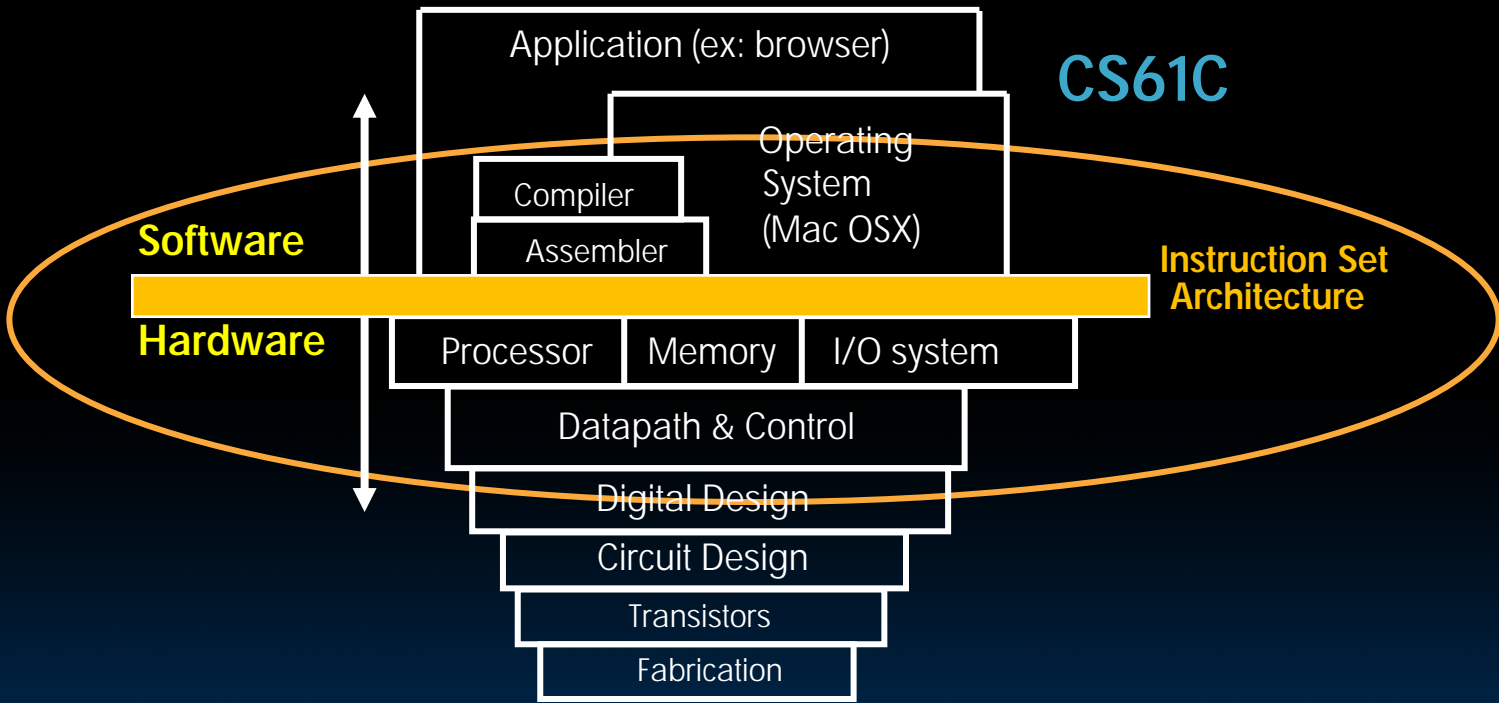 Application (ex: browser)
CS61C
Operating
System
(Mac OSX)
Compiler
Assembler
Software
Instruction Set
Architecture
Hardware
Processor
Memory
I/O system
Datapath & Control
Digital Design
Circuit Design
Transistors
Fabrication